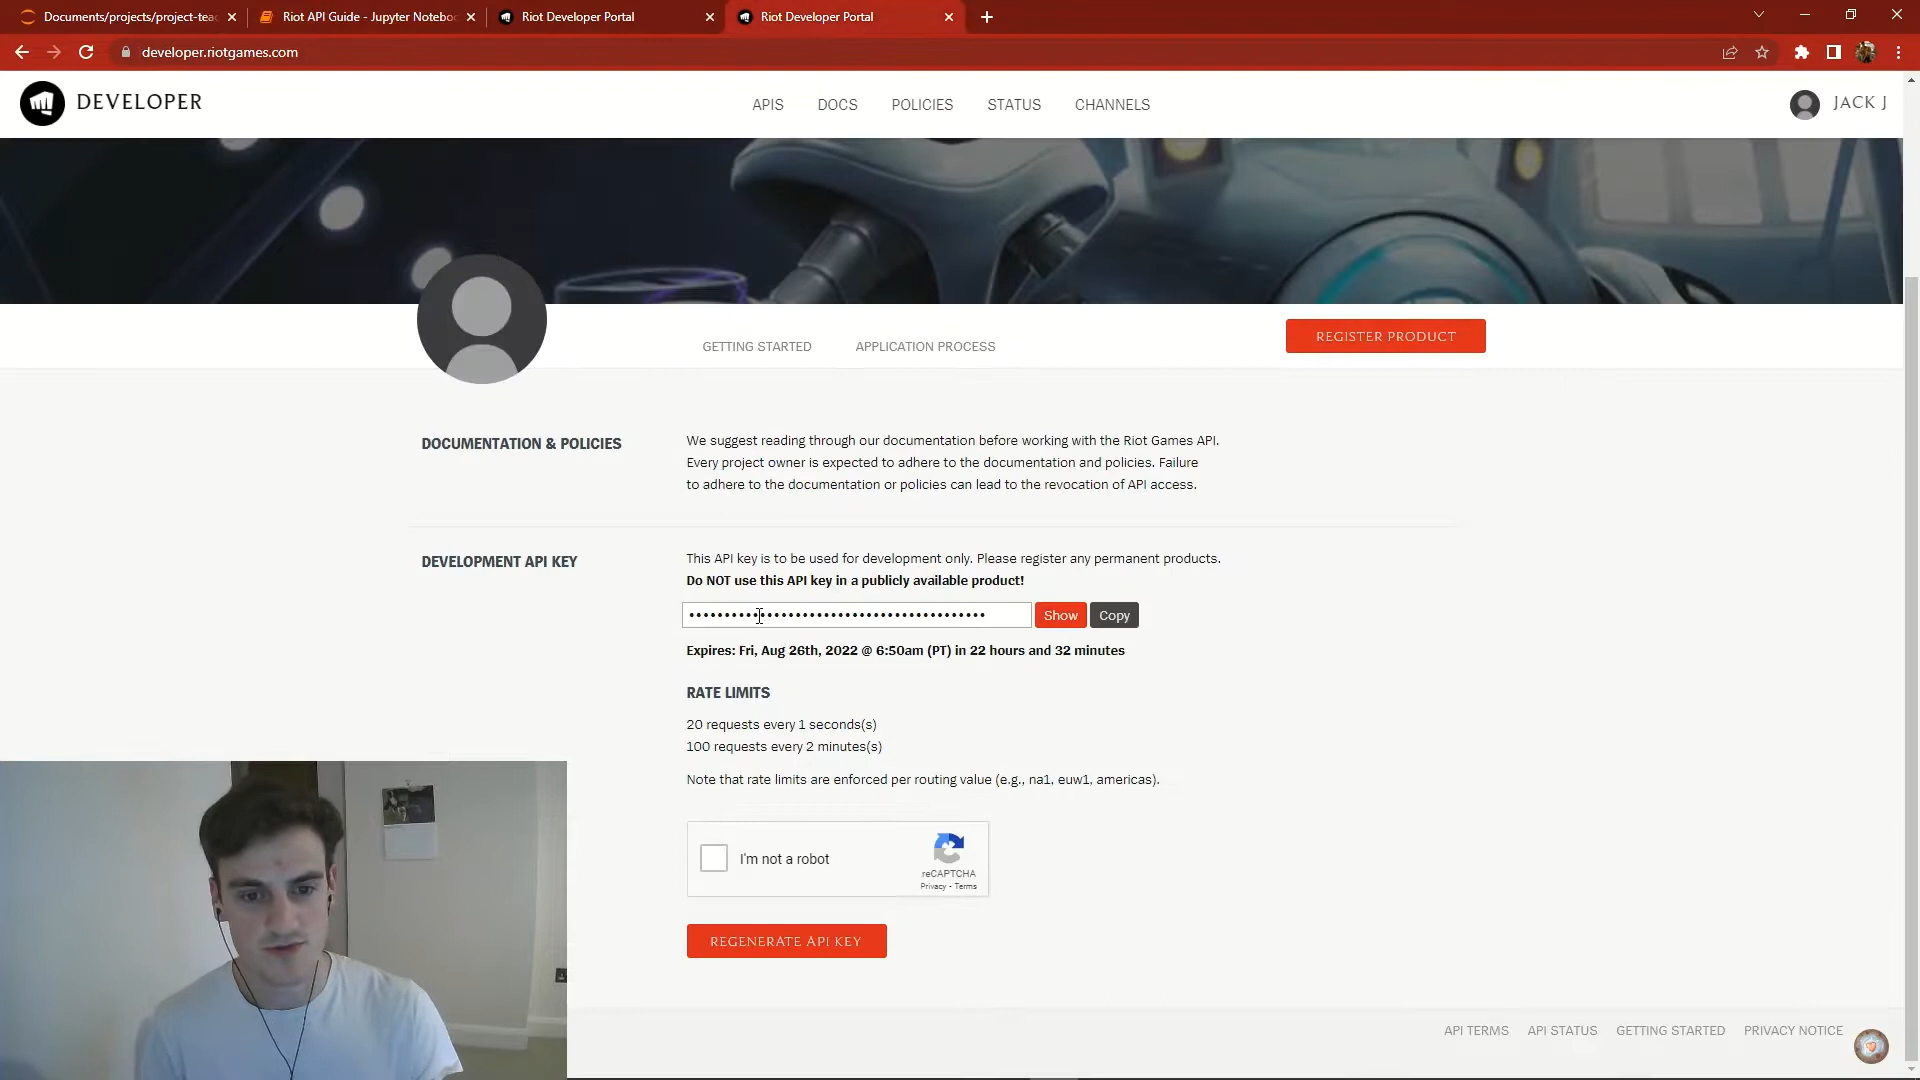 Documents/projects/project-tea
Riot API Guide - Jupyter Notebo
Riot Developer Portal
Riot Developer Portal
developer.riotgames.com
DEVELOPER
APIS
DOCS
POLICIES
STATUS
CHANNELS
JACK J
GETTING STARTED
APPLICATION PROCESS
REGISTER PRODUCT
DOCUMENTATION & POLICIES
We suggest reading through our documentation before working with the Riot Games API.
Every project owner is expected to adhere to the documentation and policies. Failure
to adhere to the documentation or policies can lead to the revocation of API access.
DEVELOPMENT API KEY
This API key is to be used for development only. Please register any permanent products.
Do NOT use this API key in a publicly available product!
Show
Copy
Expires: Fri, Aug 26th, 2022 @ 6:50am (PT) in 22 hours and 32 minutes
RATE LIMITS
20 requests every 1 seconds(s)
100 requests every 2 minutes(s)
Note that rate limits are enforced per routing value (e.g., na1, euw1, americas).
I'm not a robot
reCAPTCHA
Privacy - Terms
REGENERATE API KEY
API TERMS
API STATUS
GETTING STARTED
PRIVACY NOTICE